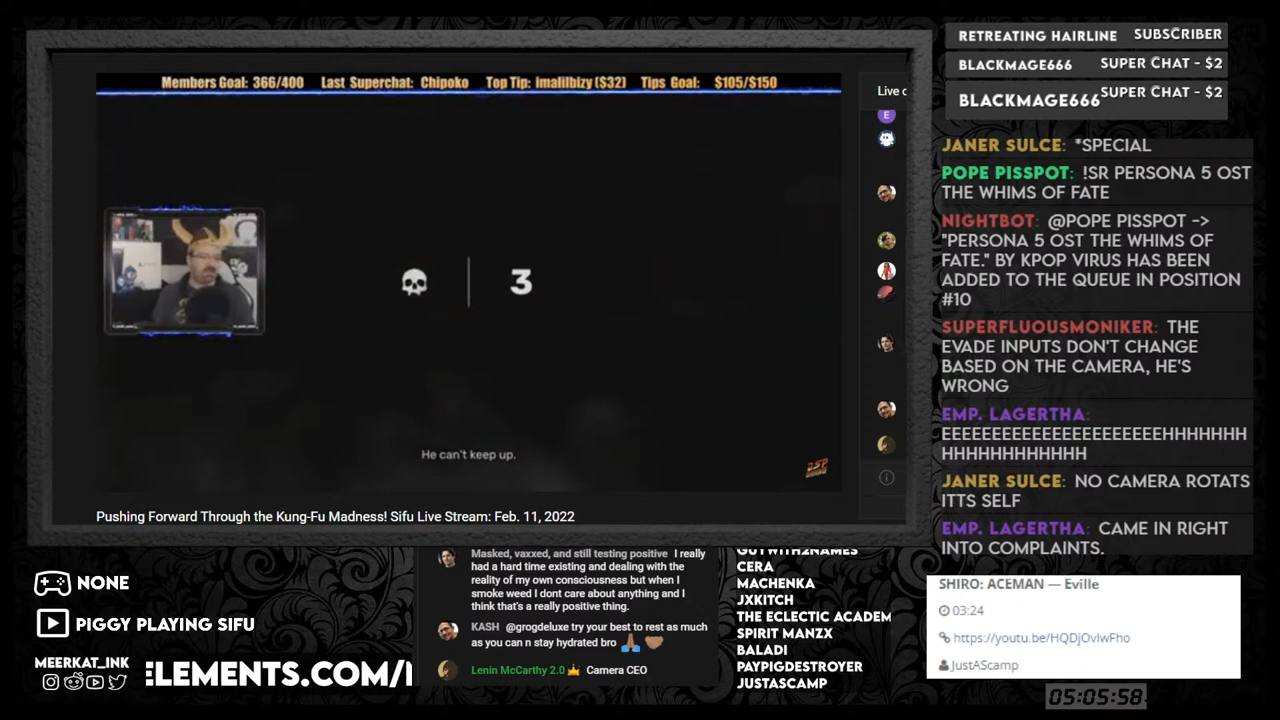 Members Goal: 366/400 Last Superchat: Chipoko Top Tip: imalilbizy ($32) Tips Goal: $105/$150
Live c
3
He can't keep up.
DSP
Pushing Forward Through the Kung-Fu Madness! Sifu Live Stream: Feb. 11, 2022
RETREATING HAIRLINE SUBSCRIBER
BLACKMAGE666 SUPER CHAT - $2
BLACKMAGE666 SUPER CHAT - $2
JANER SULCE: *SPECIAL
POPE PISSPOT: !SR PERSONA 5 OST
THE WHIMS OF FATE
NIGHTBOT: @POPE PISSPOT ->
"PERSONA 5 OST THE WHIMS OF
FATE." BY KPOP VIRUS HAS BEEN
ADDED TO THE QUEUE IN POSITION
#10
SUPERFLUOUSMONIKER: THE
EVADE INPUTS DON'T CHANGE
BASED ON THE CAMERA, HE'S
WRONG
EMP. LAGERTHA:
EEEEEEEEEEEEEEEEEEEEEEHHHHHHH
HHHHHHHHHHHHH
JANER SULCE: NO CAMERA ROTATS
ITTS SELF
EMP. LAGERTHA: CAME IN RIGHT
INTO COMPLAINTS.
NONE
PIGGY PLAYING SIFU
MEERKAT_INK
ELEMENTS.COM/
Masked, vaxxed, and still testing positive I really
had a hard time existing and dealing with the
reality of my own consciousness but when I
smoke weed I dont care about anything and I
think that's a really positive thing.
KASH @grogdeluxe try your best to rest as much
as you can n stay hydrated bro
Lenin McCarthy 2.0 Camera CEO
GUYWITH2NAMES
CERA
MACHENKA
JXKITCH
THE ECLECTIC ACADEM
SPIRIT MANZX
BALADI
PAYPIGDESTROYER
JUSTASCAMP
SHIRO: ACEMAN — Eville
03:24
https://youtu.be/HQDjOvlwFho
JustAScamp
05:05:58